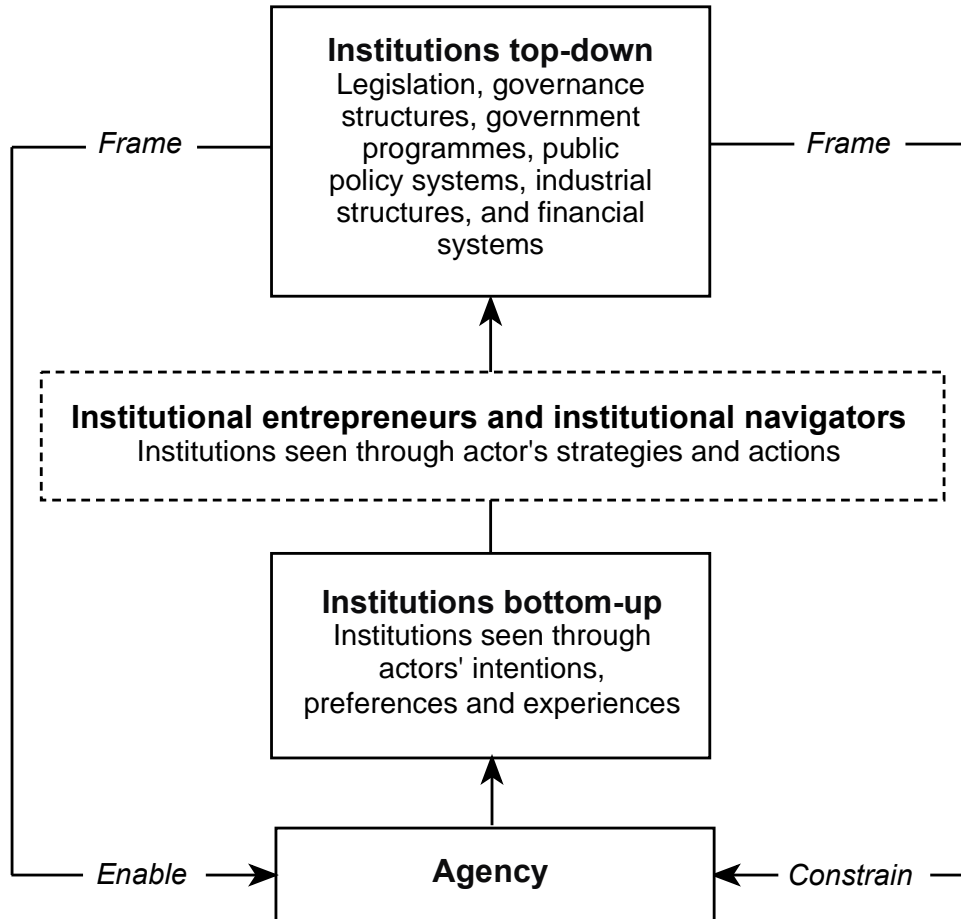 Institutions top-down
Legislation, governance
structures, government
programmes, public
policy systems, industrial
structures, and financial
systems
Frame
Frame
Institutional entrepreneurs and institutional navigators
Institutions seen through actor's strategies and actions
Institutions bottom-up
Institutions seen through
actors' intentions,
preferences and experiences
Enable
Agency
Constrain